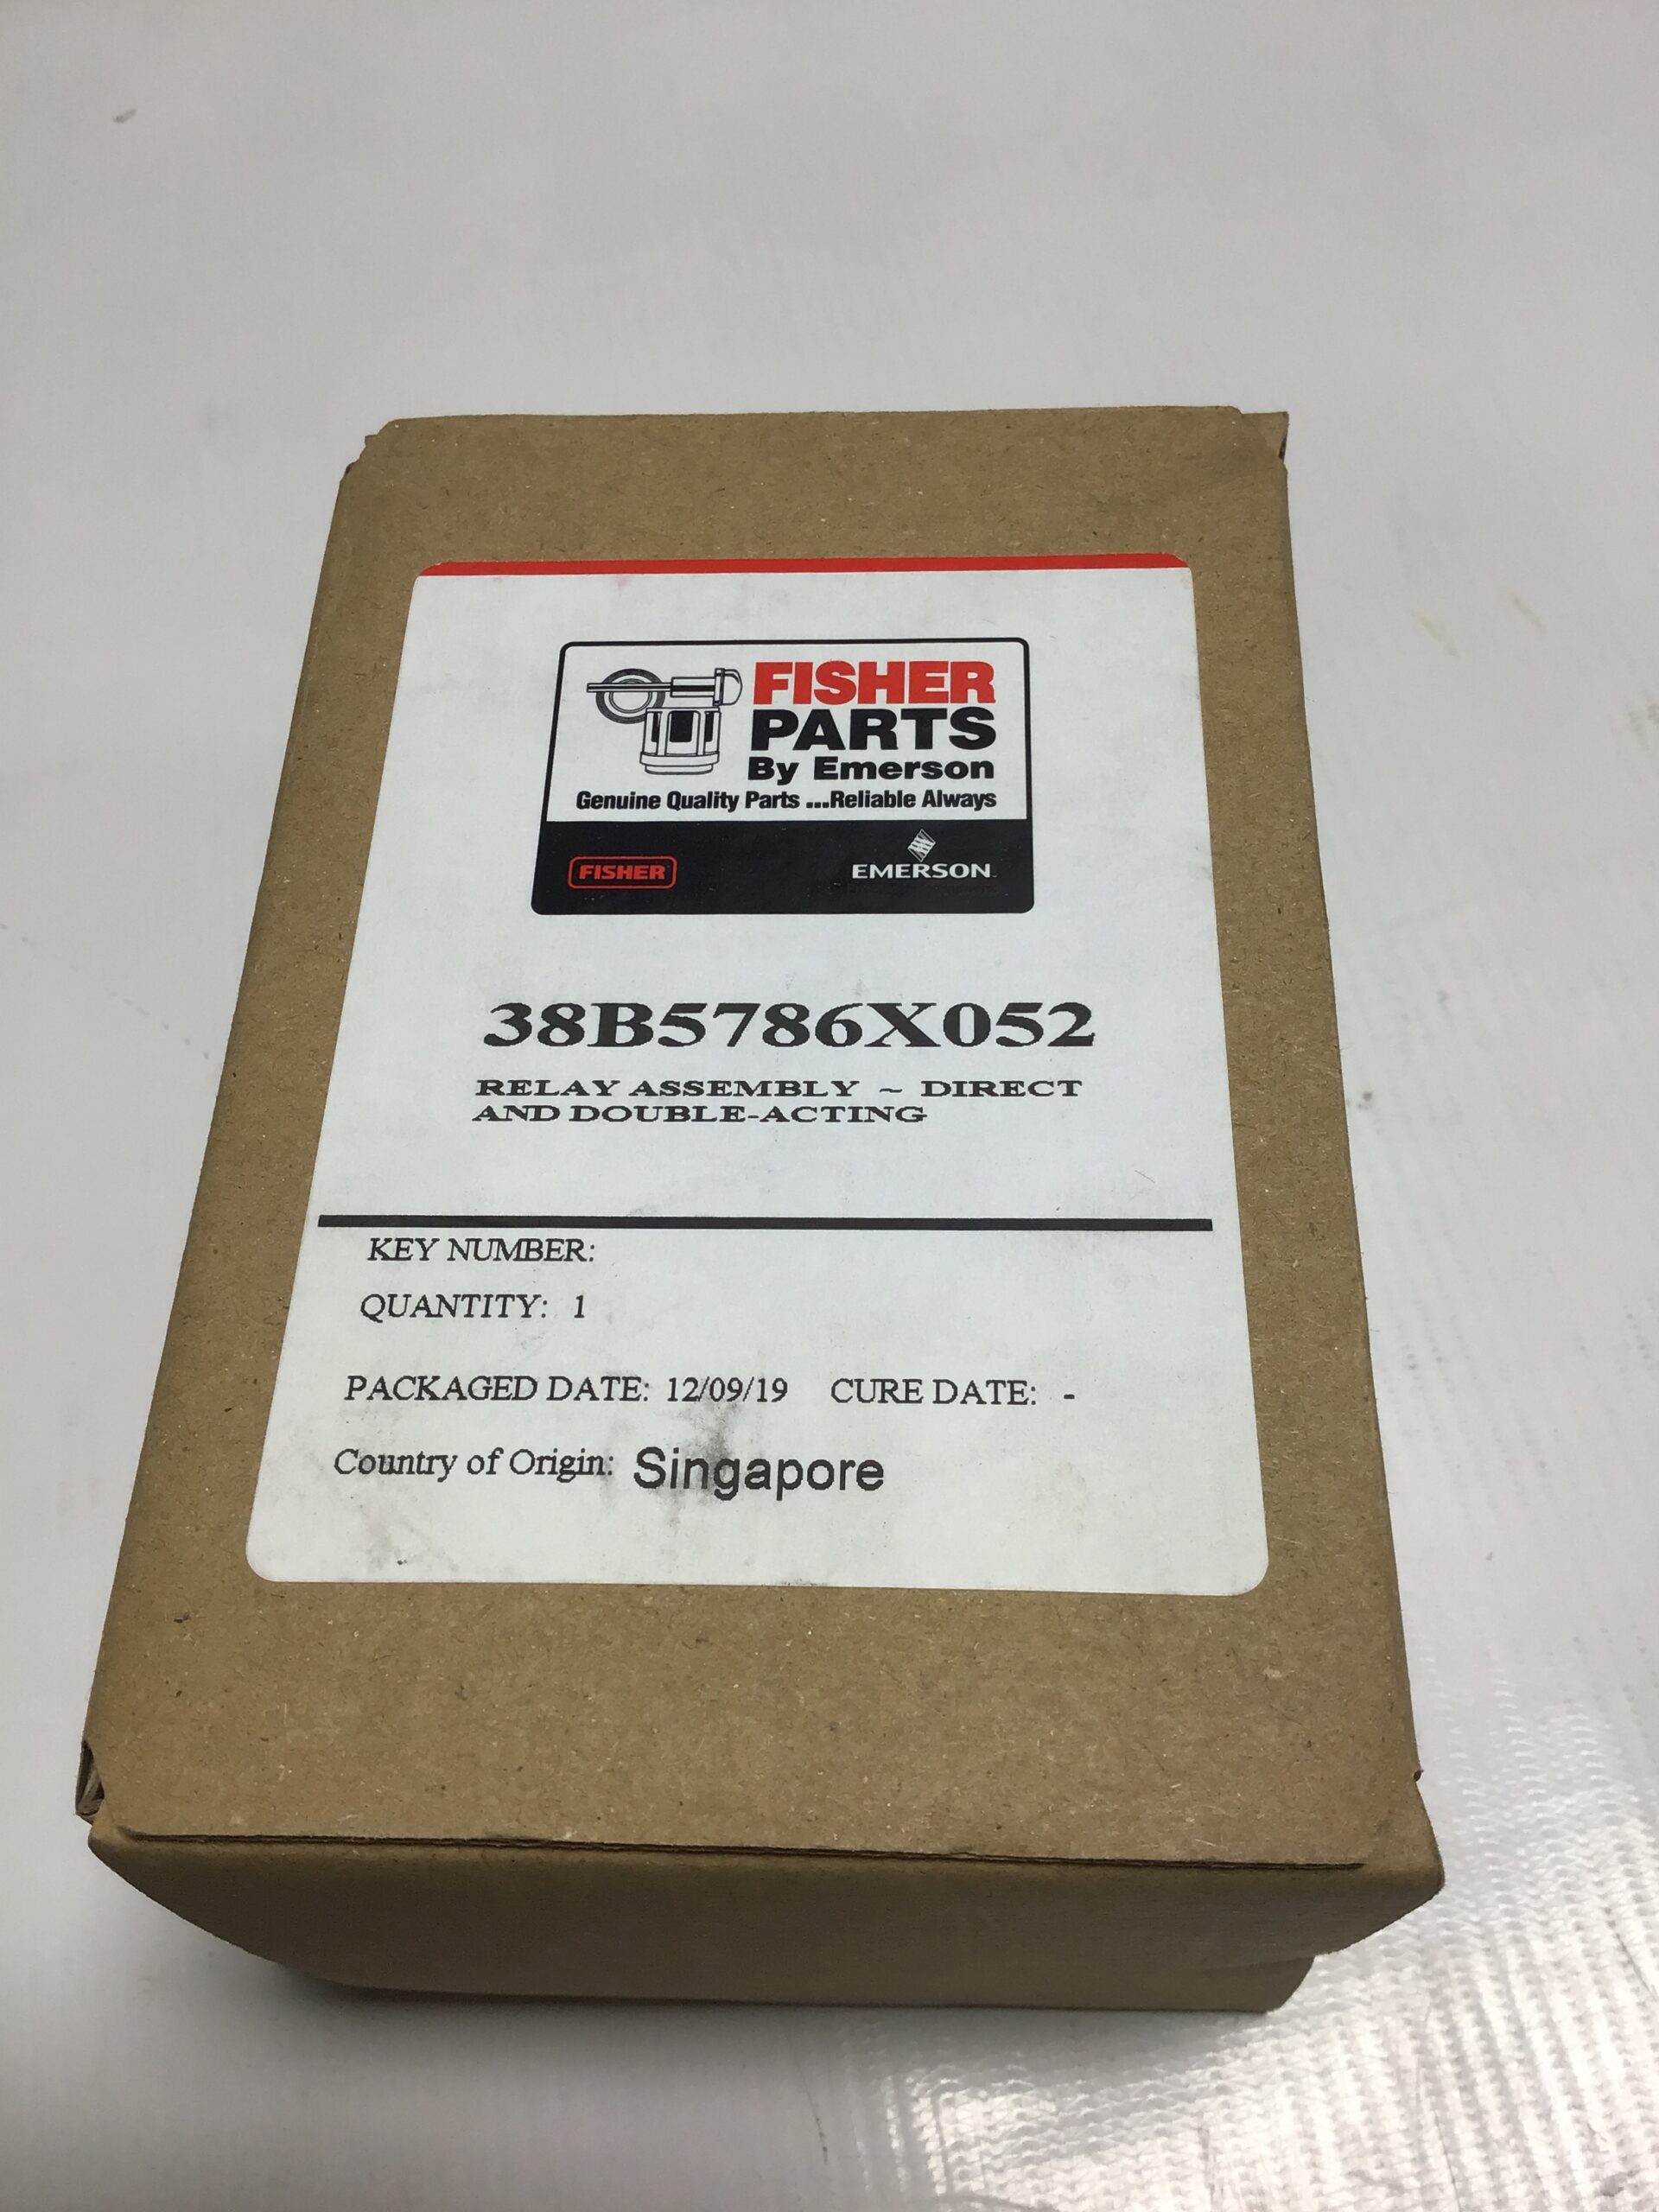 FISHER
PARTS
By Emerson
Genuine Quality Parts ...Reliable Always
FISHER
EMERSON
38B5786X052
RELAY ASSEMBLY ~ DIRECT
AND DOUBLE-ACTING
KEY NUMBER:
QUANTITY: 1
PACKAGED DATE: 12/09/19 CURE DATE: -
Country of Origin: Singapore